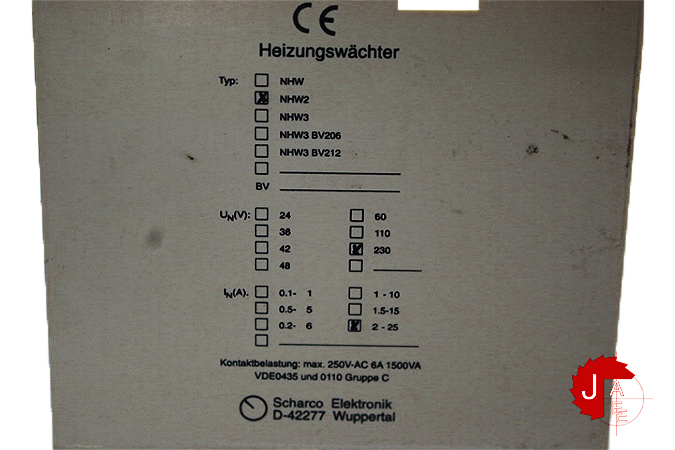 CE
Heizungswächter
Typ: ☐ NHW
☒ NHW2
☐ NHW3
☐ NHW3 BV206
☐ NHW3 BV212
☐
BV
UN(V): ☐ 24 ☐ 60
☐ 36 ☐ 110
☐ 42 ☒ 230
☐ 48 ☐
IN(A). ☐ 0.1- 1 ☐ 1 - 10
☐ 0.5- 5 ☐ 1.5-15
☐ 0.2- 6 ☒ 2 - 25
☐
Kontaktbelastung: max. 250V-AC 6A 1500VA
VDE0435 und 0110 Gruppe C
Scharco Elektronik
D-42277 Wuppertal
J A